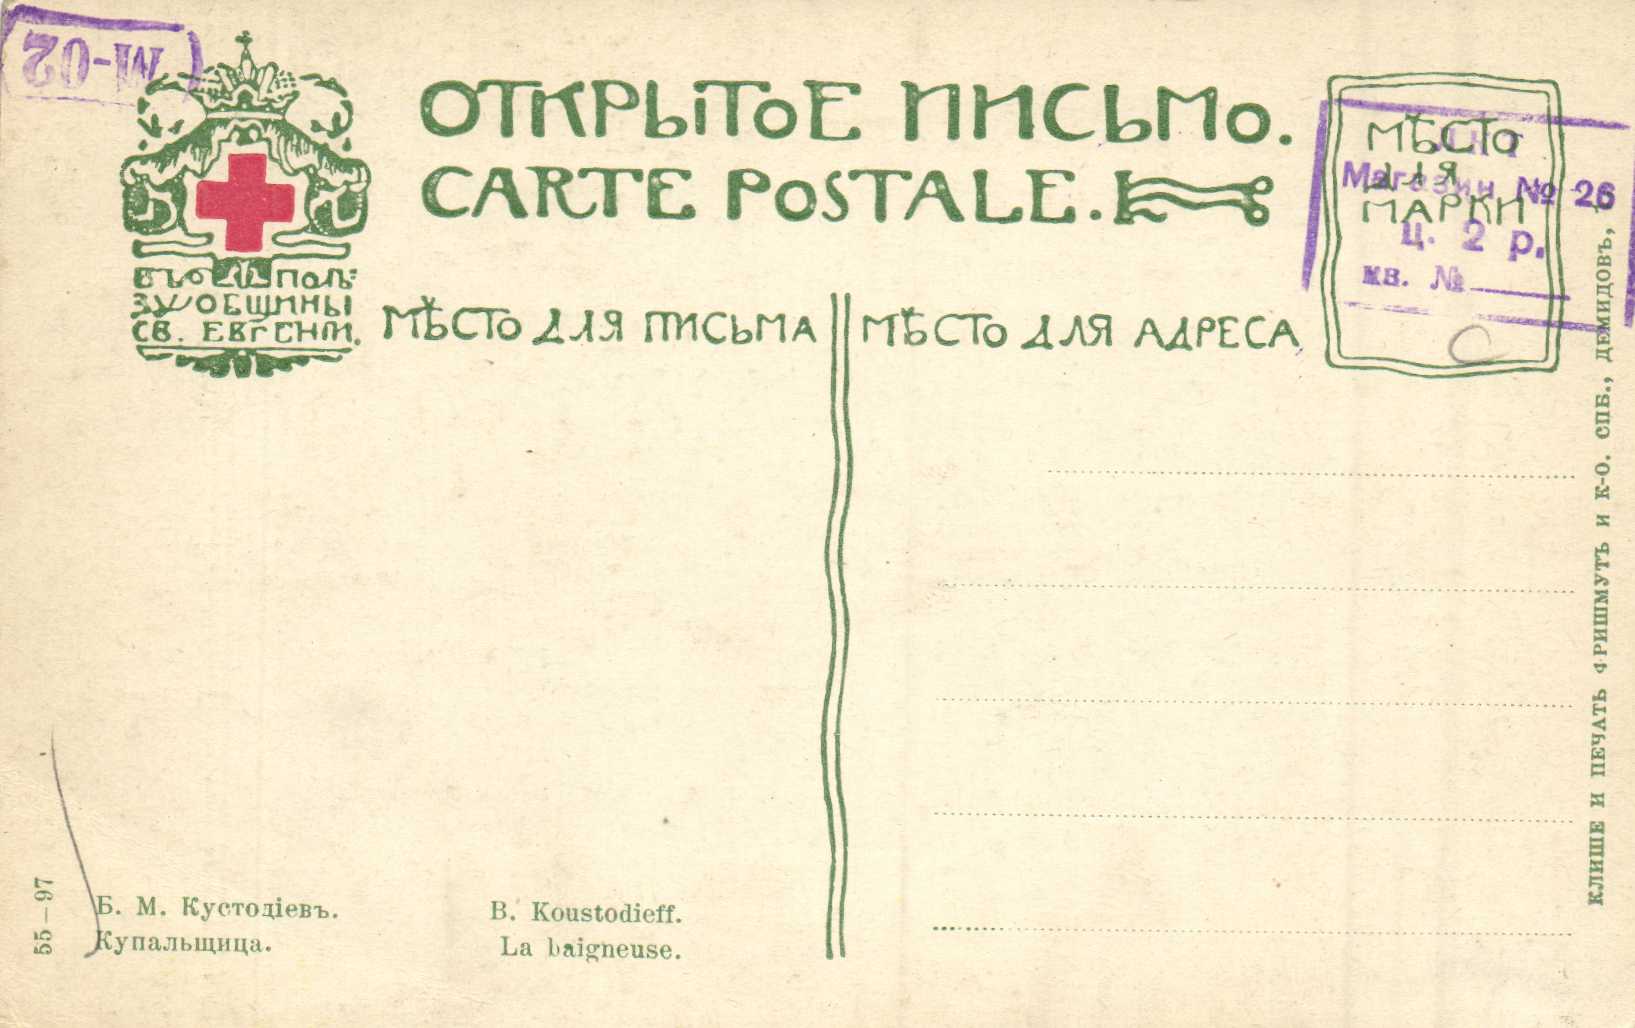 ОТКРЫТОЕ ПИСЬМО.
CARTE POSTALE.
ВЪ ПОЛЬ=
ЗУ ОБЩИНЫ
СВ. ЕВГЕНІИ.
МѢСТО ДЛЯ ПИСЬМА
МѢСТО ДЛЯ АДРЕСА
МѢСТО
ДЛЯ
МАРКИ
Магазин № 26
ц. 2 р.
кв. №
КЛИШЕ И ПЕЧАТЬ ФРИШМУТЪ И К-О. СПБ., ДЕМИДОВЪ,
55—97
Б. М. Кустодіевъ.
Купальщица.
B. Koustodieff.
La baigneuse.